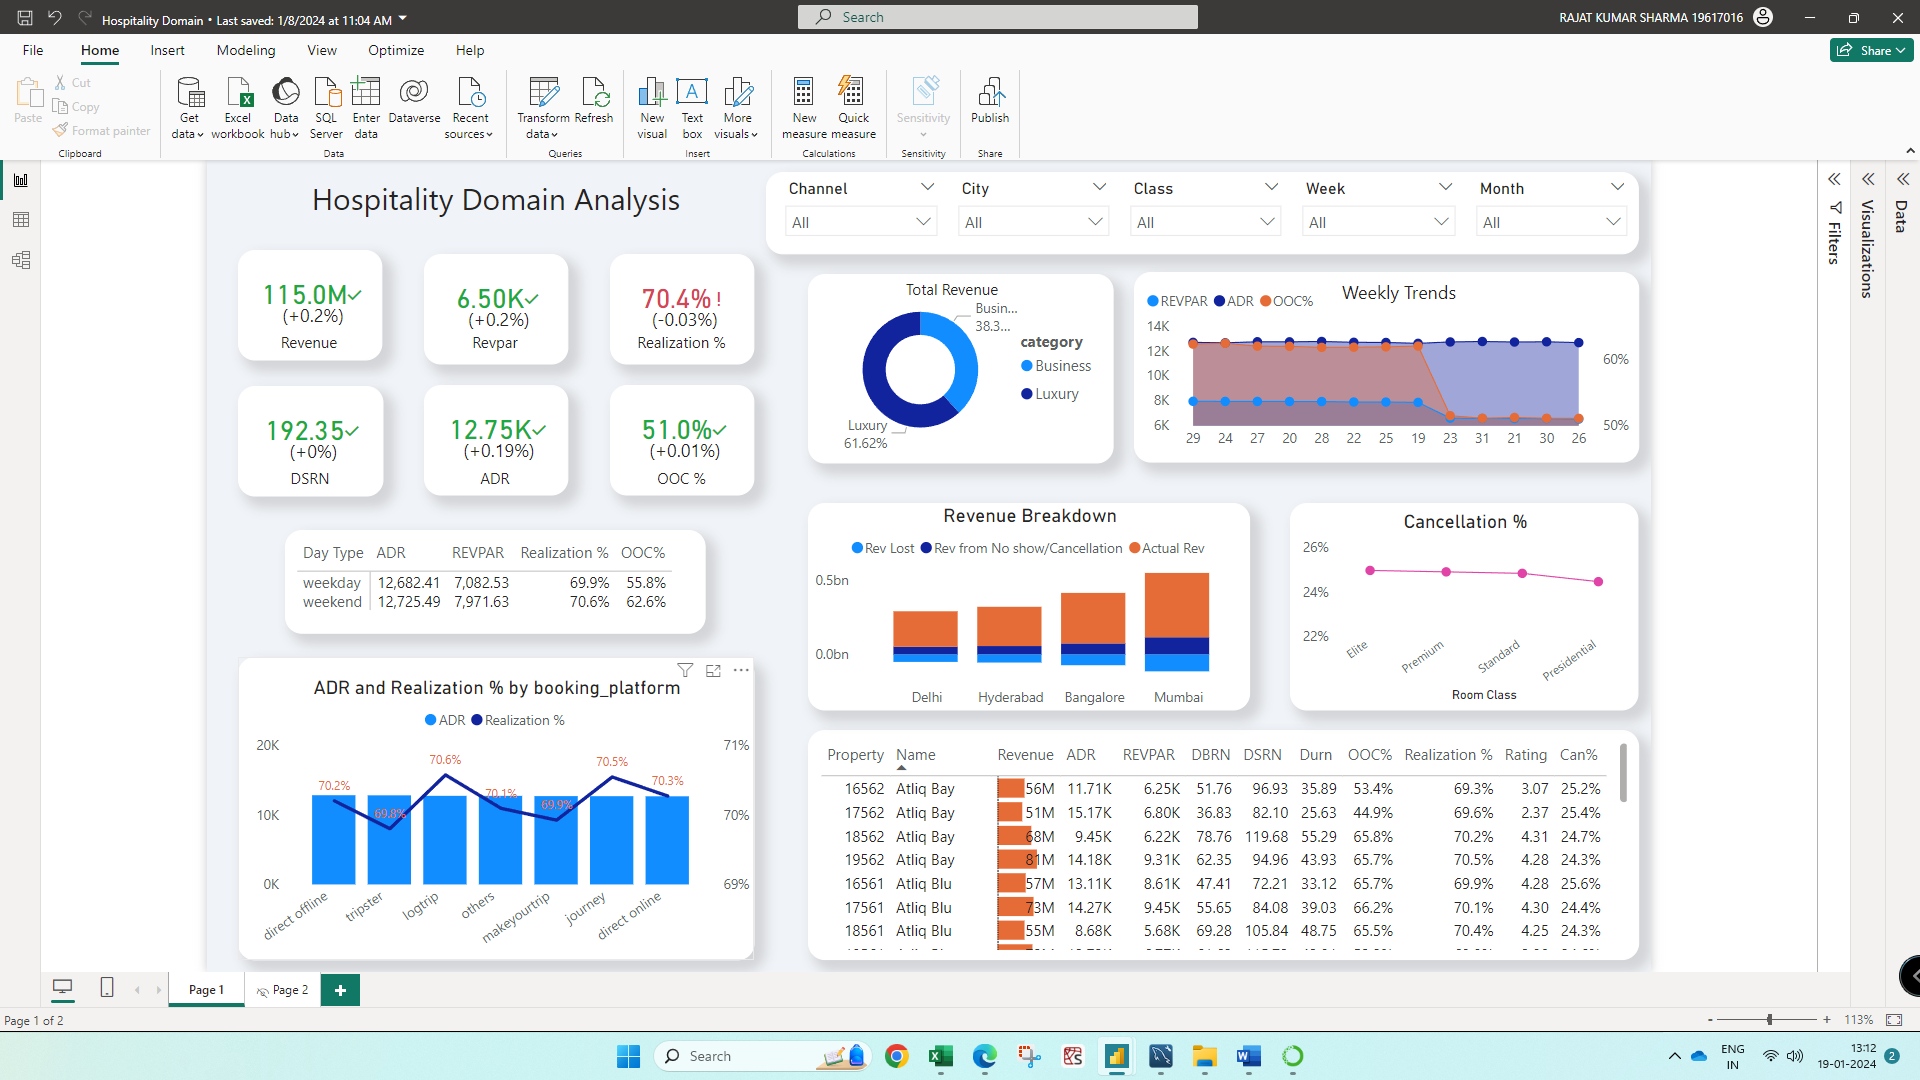 Hospitality Domain • Last saved: 1/8/2024 at 11:04 AM
Search
RAJAT KUMAR SHARMA 19617016
File Home Insert Modeling View Optimize Help
Share
Paste
Cut
Copy
Format painter
Clipboard
Get data
Excel workbook
Data hub
SQL Server
Enter data
Dataverse
Recent sources
Data
Transform data
Refresh
Queries
New visual
Text box
More visuals
Insert
New measure
Quick measure
Calculations
Sensitivity
Sensitivity
Publish
Share
Hospitality Domain Analysis
Channel City Class Week Month
All All All All All
Filters
Visualizations
Data
115.0M
(+0.2%)
Revenue
6.50K
(+0.2%)
Revpar
70.4% !
(-0.03%)
Realization %
192.35
(+0%)
DSRN
12.75K
(+0.19%)
ADR
51.0%
(+0.01%)
OOC %
Total Revenue
Busin...
38.3...
category
Business
Luxury
Luxury
61.62%
Weekly Trends
REVPAR ADR OOC%
14K
12K
10K
8K
6K
60%
50%
29 24 27 20 28 22 25 19 23 31 21 30 26
Day Type ADR REVPAR Realization % OOC%
weekday 12,682.41 7,082.53 69.9% 55.8%
weekend 12,725.49 7,971.63 70.6% 62.6%
Revenue Breakdown
Rev Lost Rev from No show/Cancellation Actual Rev
0.5bn
0.0bn
Delhi Hyderabad Bangalore Mumbai
Cancellation %
26%
24%
22%
Elite Premium Standard Presidential
Room Class
ADR and Realization % by booking_platform
ADR Realization %
20K
10K
0K
71%
70%
69%
70.2% 69.8% 70.6% 70.1% 69.9% 70.5% 70.3%
direct offline tripster logtrip others makeyourtrip journey direct online
Property Name Revenue ADR REVPAR DBRN DSRN Durn OOC% Realization % Rating Can%
16562 Atliq Bay 56M 11.71K 6.25K 51.76 96.93 35.89 53.4% 69.3% 3.07 25.2%
17562 Atliq Bay 51M 15.17K 6.80K 36.83 82.10 25.63 44.9% 69.6% 2.37 25.4%
18562 Atliq Bay 68M 9.45K 6.22K 78.76 119.68 55.29 65.8% 70.2% 4.31 24.7%
19562 Atliq Bay 81M 14.18K 9.31K 62.35 94.96 43.93 65.7% 70.5% 4.28 24.3%
16561 Atliq Blu 57M 13.11K 8.61K 47.41 72.21 33.12 65.7% 69.9% 4.28 25.6%
17561 Atliq Blu 73M 14.27K 9.45K 55.65 84.08 39.03 66.2% 70.1% 4.30 24.4%
18561 Atliq Blu 55M 8.68K 5.68K 69.28 105.84 48.75 65.5% 70.4% 4.25 24.3%
Page 1 Page 2 +
Page 1 of 2
- + 113%
Search
ENG
IN
13:12
19-01-2024
2